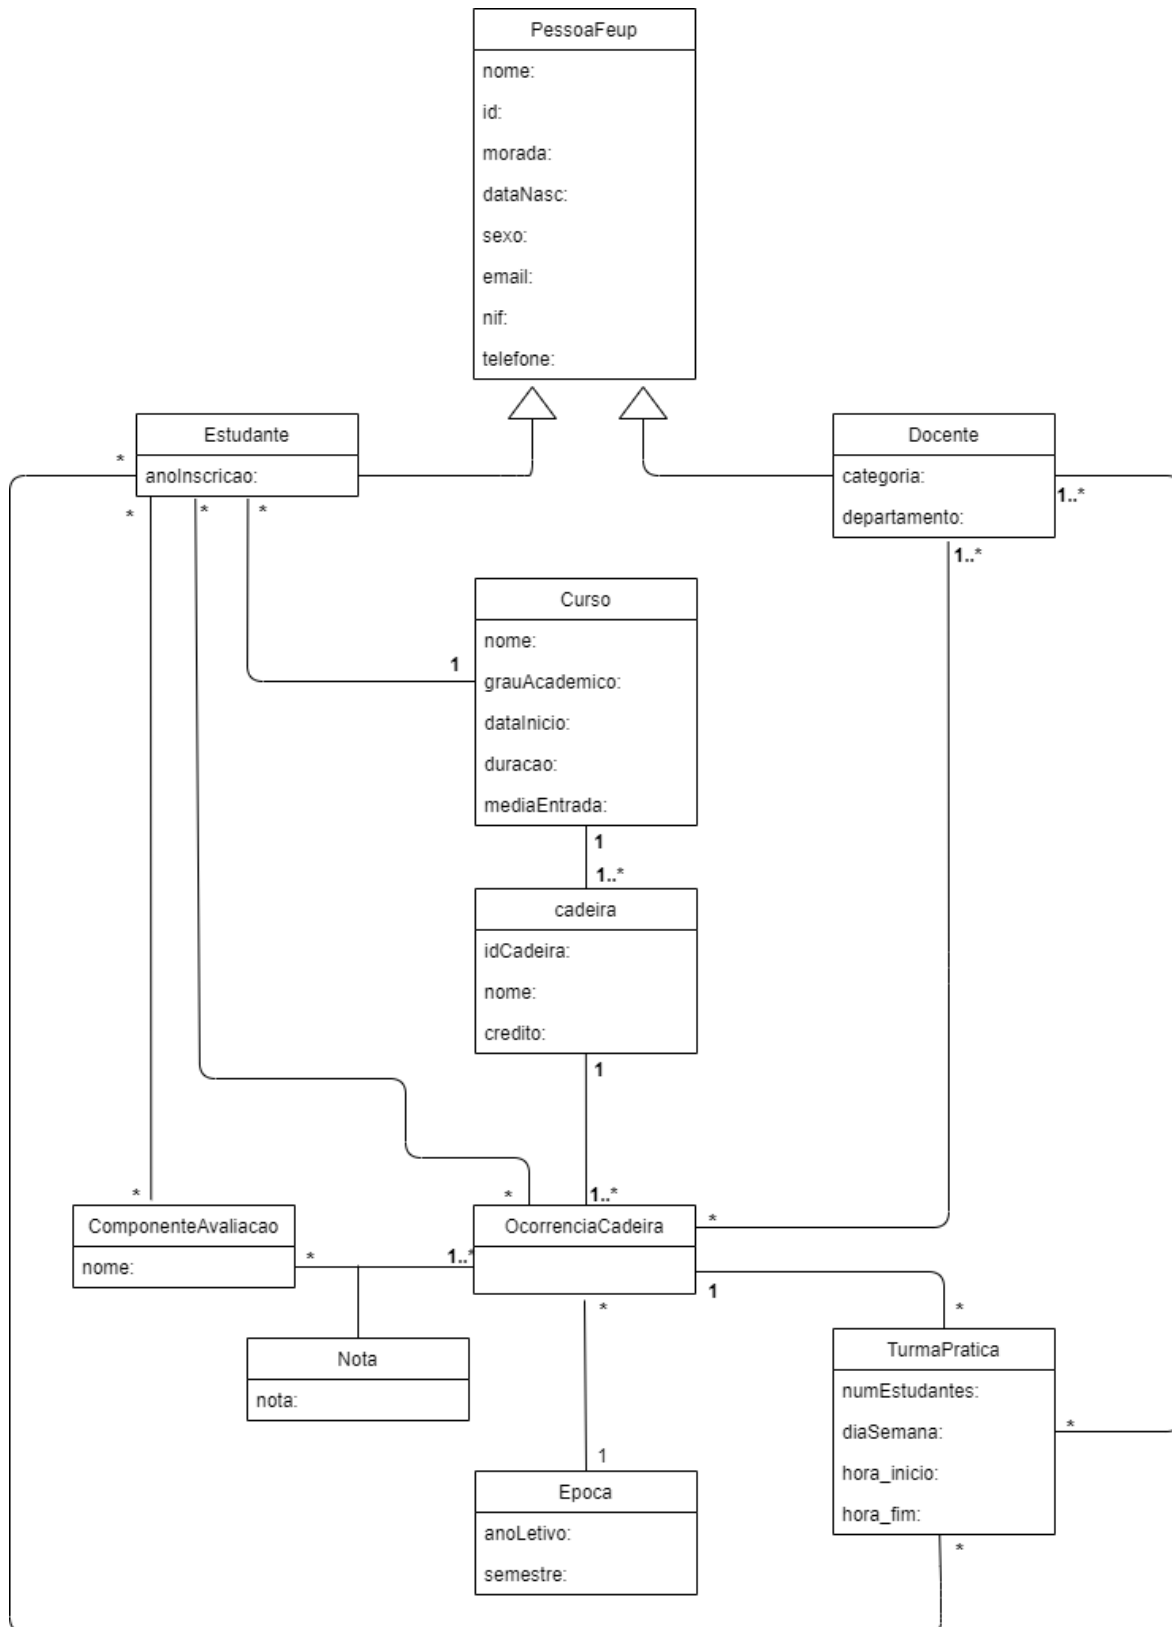 PessoaFeup
nome:
id:
morada:
dataNasc:
sexo:
email:
nif:
telefone:
Estudante
anoInscricao:
*
*
*
*
Docente
categoria:
departamento:
1..*
1..*
Curso
nome:
grauAcademico:
dataInicio:
duracao:
mediaEntrada:
1
1
1..*
cadeira
idCadeira:
nome:
credito:
1
1..*
*
*
ComponenteAvaliacao
nome:
*
1..*
OcorrenciaCadeira
*
1
*
*
Nota
nota:
TurmaPratica
numEstudantes:
diaSemana:
hora_inicio:
hora_fim:
*
*
1
Epoca
anoLetivo:
semestre: